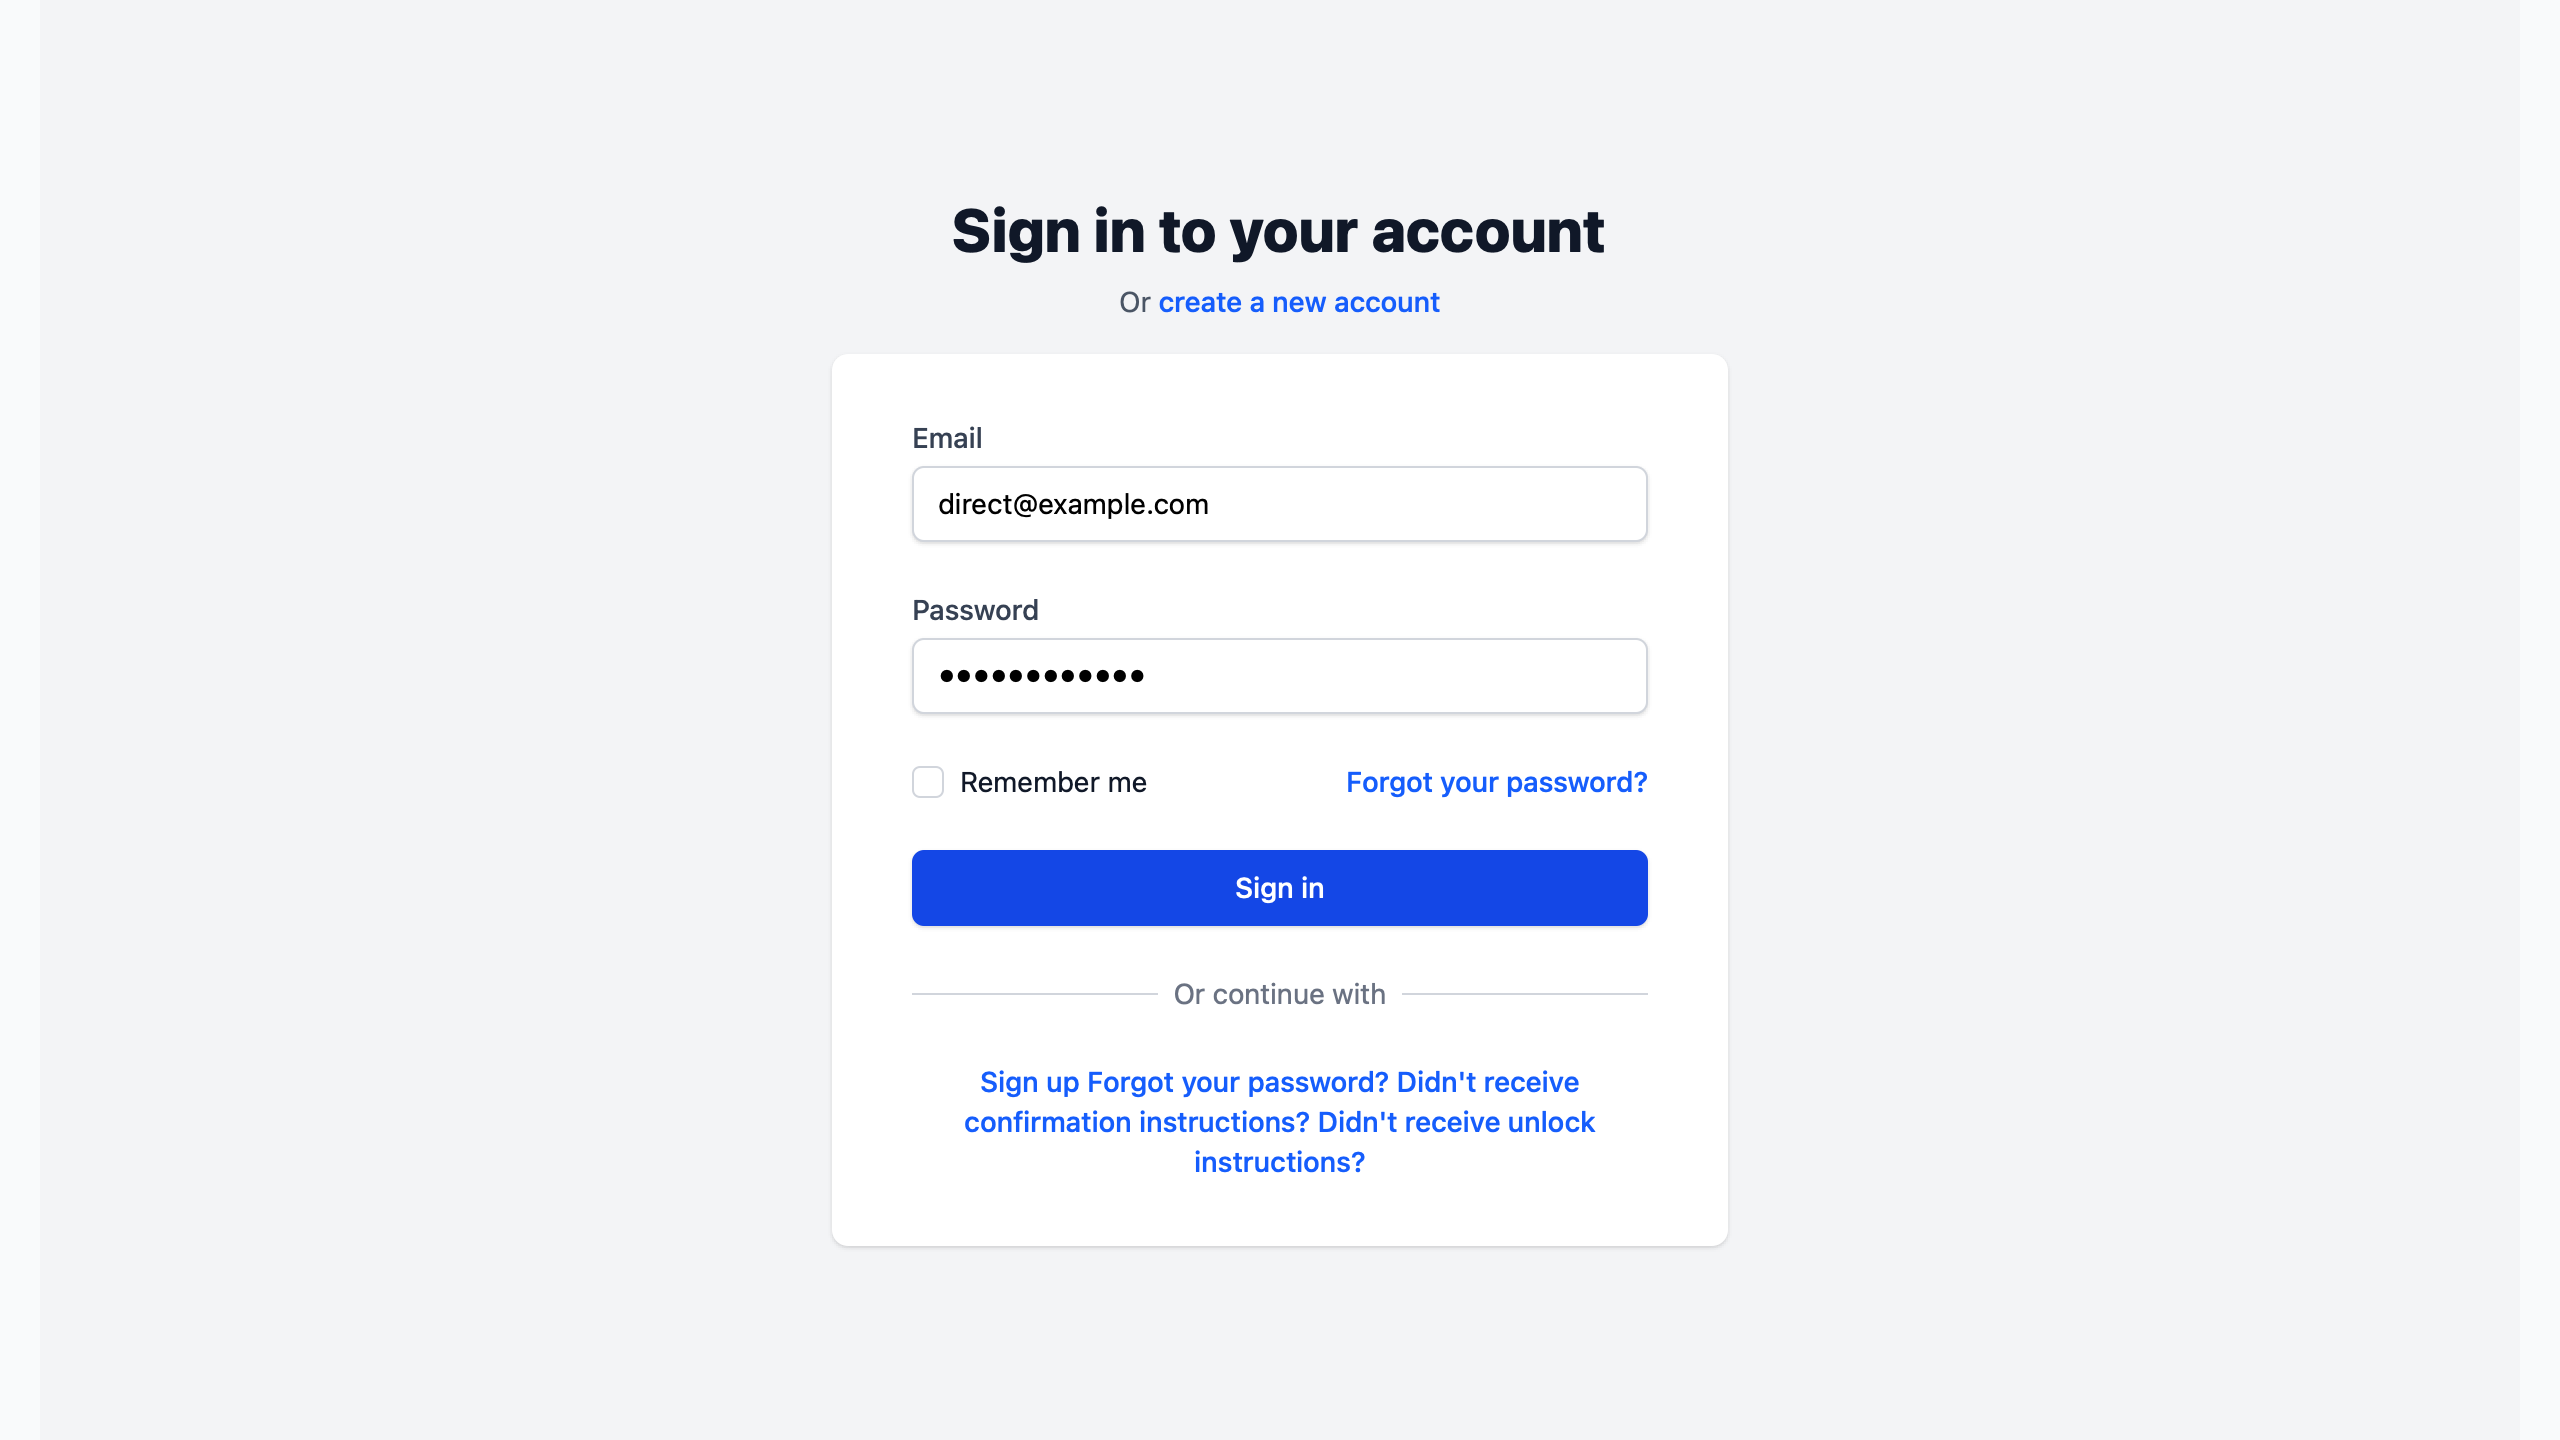 Sign in to your account
Or create a new account
Email
direct@example.com
Password
••••••••••••
Remember me
Forgot your password?
Sign in
Or continue with
Sign up Forgot your password? Didn't receive
confirmation instructions? Didn't receive unlock
instructions?